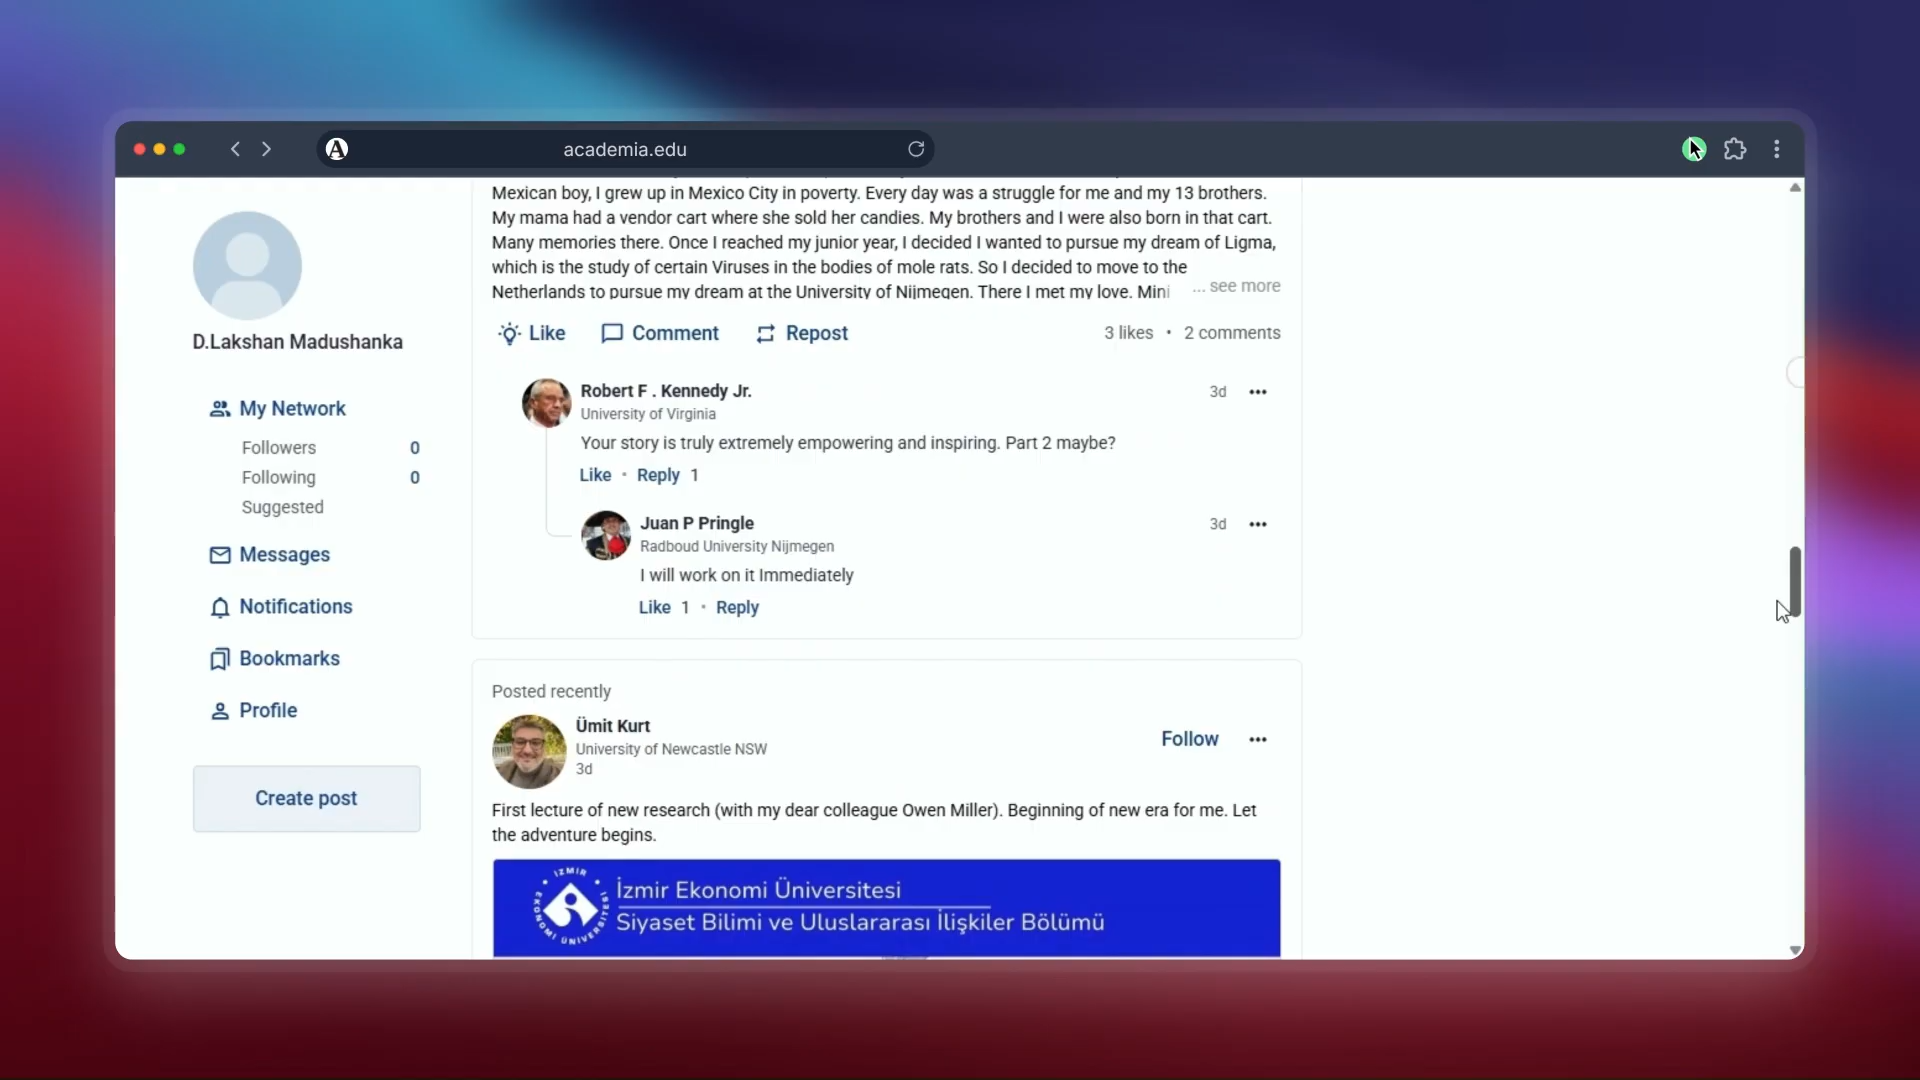 academia.edu
D.Lakshan Madushanka
My Network
Followers 0
Following 0
Suggested
Messages
Notifications
Bookmarks
Profile
Create post
Mexican boy, I grew up in Mexico City in poverty. Every day was a struggle for me and my 13 brothers.
My mama had a vendor cart where she sold her candies. My brothers and I were also born in that cart.
Many memories there. Once I reached my junior year, I decided I wanted to pursue my dream of Ligma,
which is the study of certain Viruses in the bodies of mole rats. So I decided to move to the
Netherlands to pursue my dream at the University of Nijmegen. There I met my love. Mini ... see more
Like Comment Repost 3 likes • 2 comments
Robert F . Kennedy Jr. 3d
University of Virginia
Your story is truly extremely empowering and inspiring. Part 2 maybe?
Like • Reply 1
Juan P Pringle 3d
Radboud University Nijmegen
I will work on it Immediately
Like 1 • Reply
Posted recently
Ümit Kurt
University of Newcastle NSW
3d
Follow
First lecture of new research (with my dear colleague Owen Miller). Beginning of new era for me. Let
the adventure begins.
IZMIR EKONOMI ÜNIVERSITESI
İzmir Ekonomi Üniversitesi
Siyaset Bilimi ve Uluslararası İlişkiler Bölümü